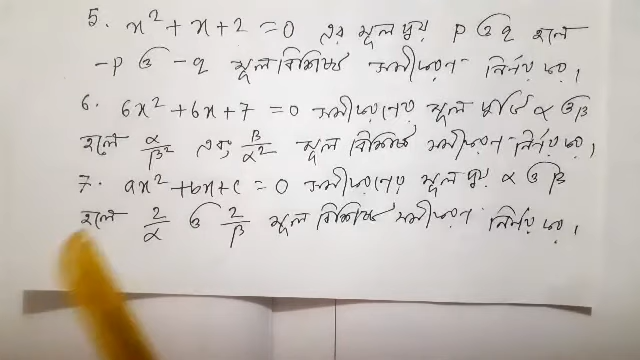 5. x² + x + 2 = 0 এর মূল দ্বয় p ও q হলে
-p ও -q মূল বিশিষ্ট সমীকরণ নির্ণয় কর।
6. 6x² + 6x + 7 = 0 সমীকরণের মূল দুটি α ও β
হলে α/β² এবং β/α² মূল বিশিষ্ট সমীকরণ নির্ণয় কর।
7. ax² + bx + c = 0 সমীকরণের মূল দ্বয় α ও β
হলে 2/α ও 2/β মূল বিশিষ্ট সমীকরণ নির্ণয় কর।